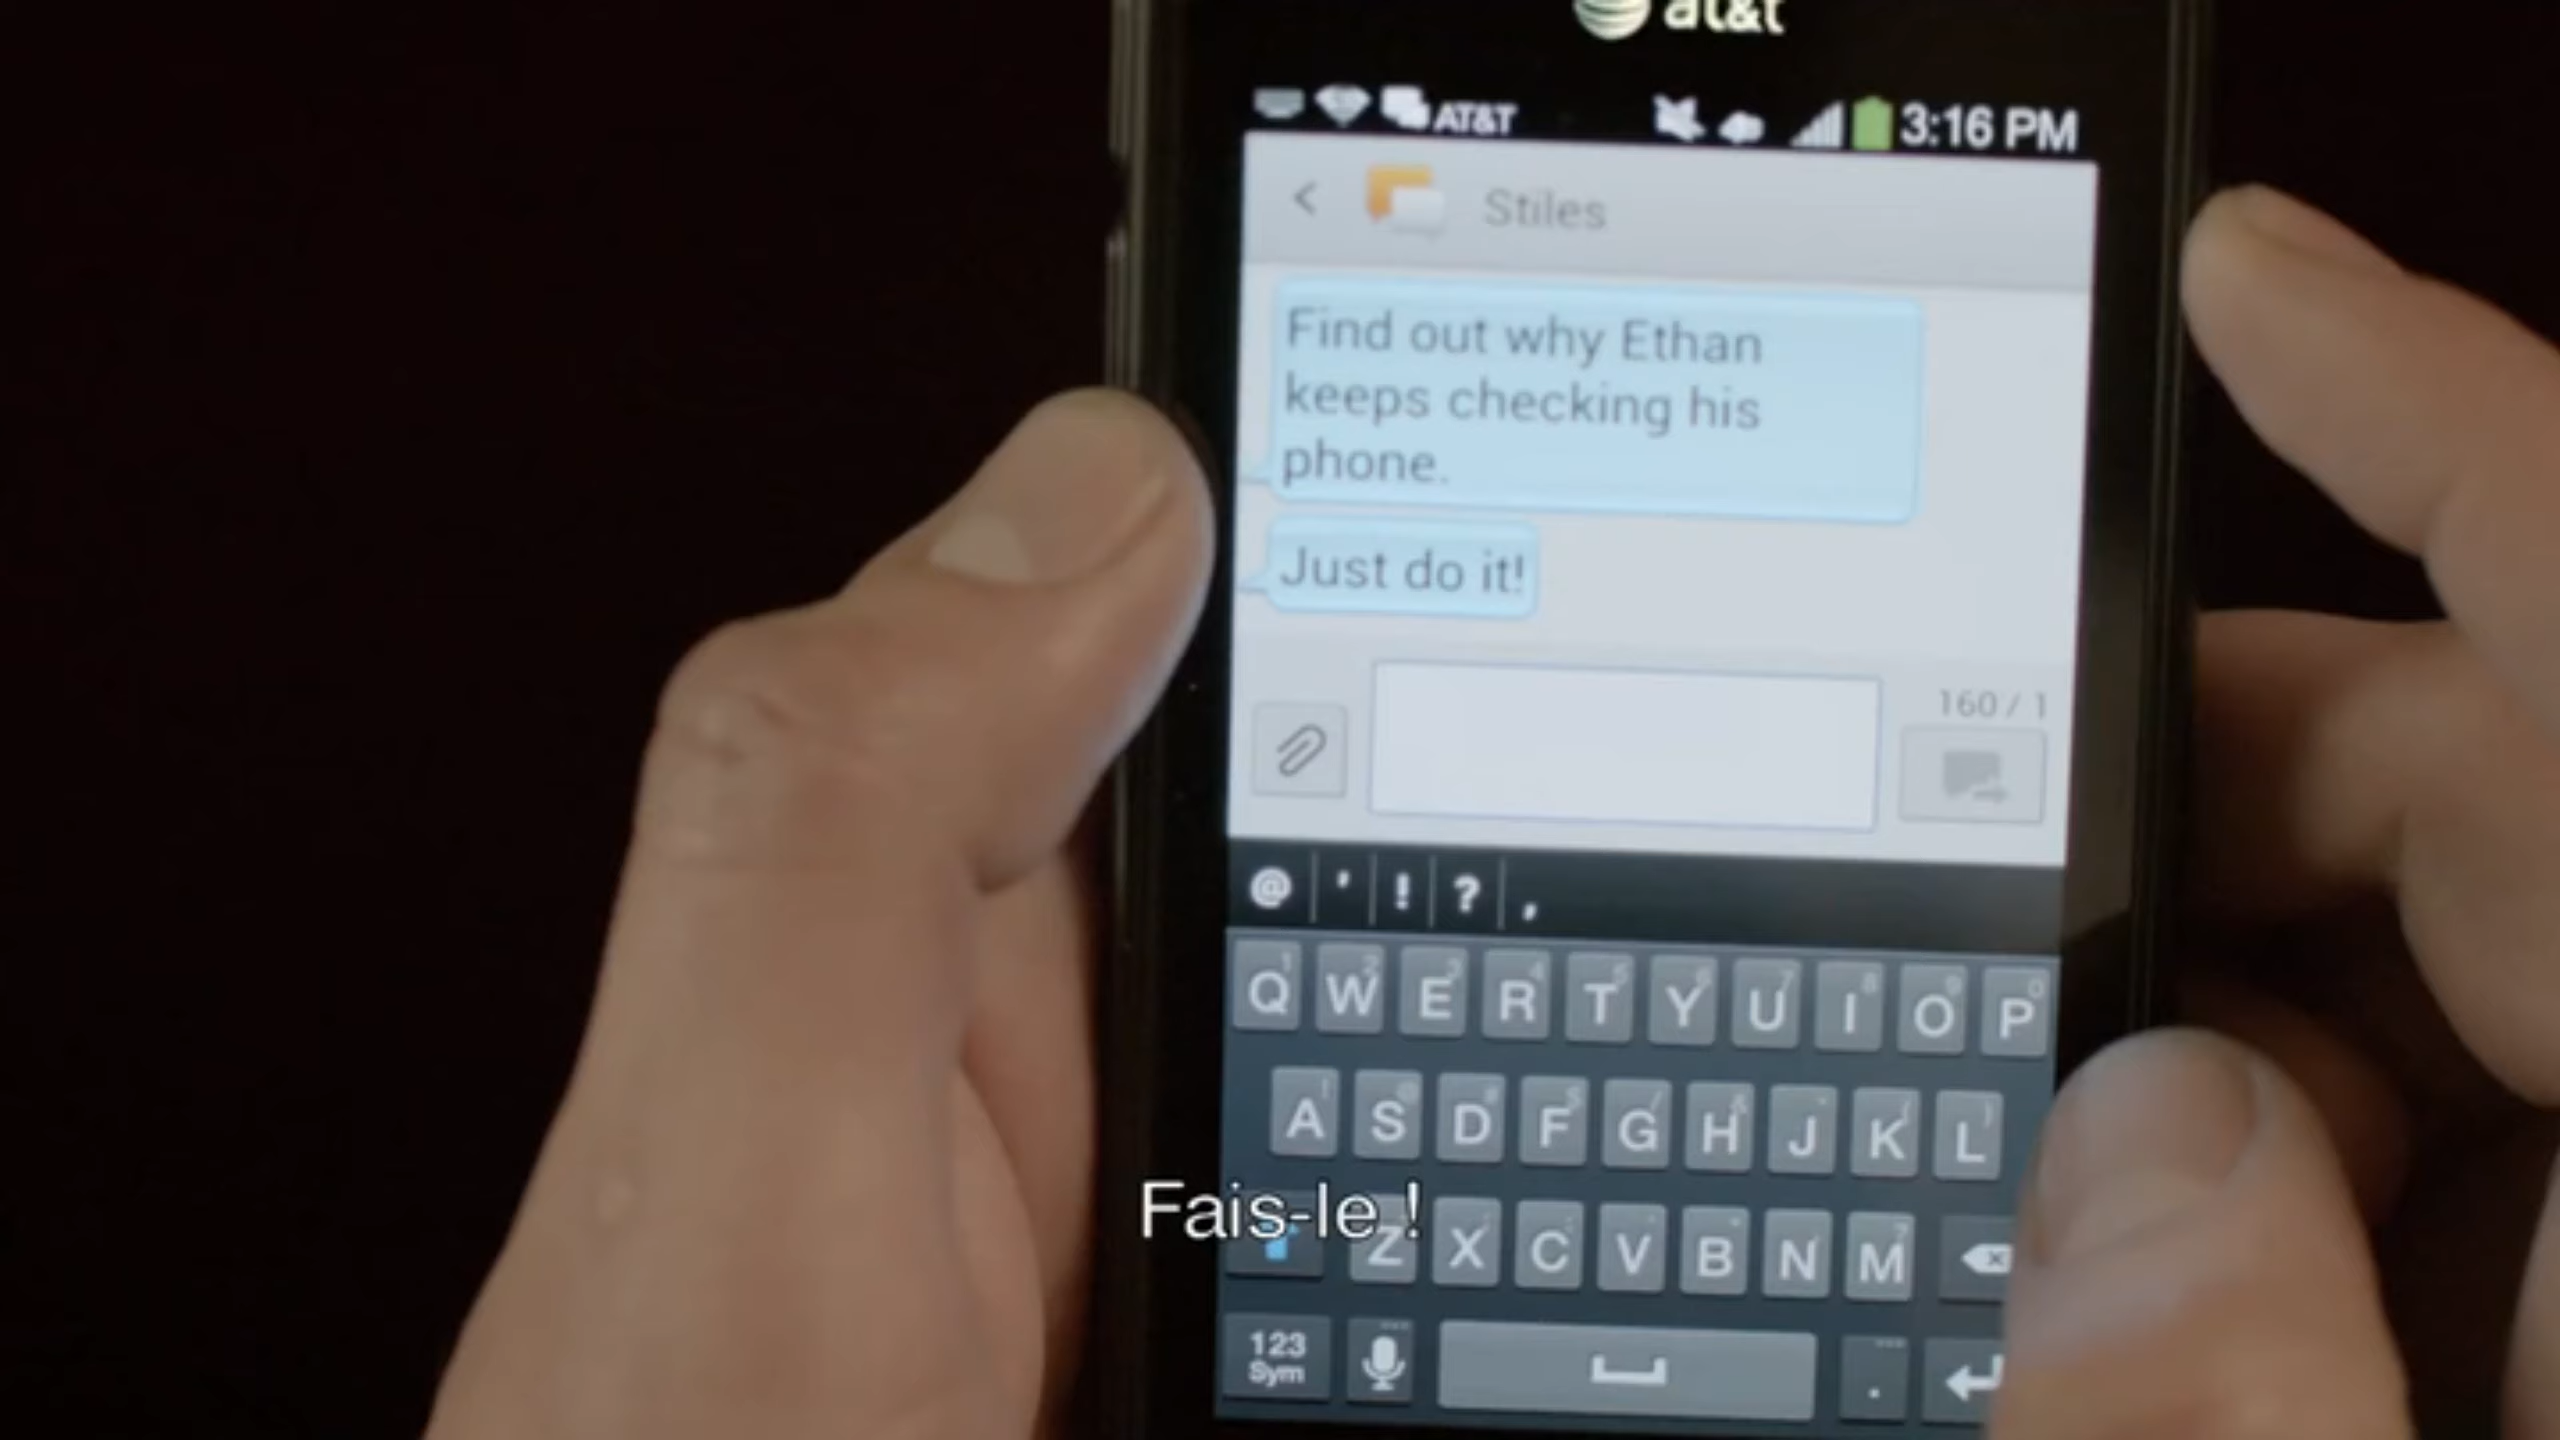 at&t
AT&T 3:16 PM
< Stiles
Find out why Ethan
keeps checking his
phone.
Just do it!
160 / 1
@ ' ! ? ,
Q W E R T Y U I O P
A S D F G H J K L
Fais-le !
Z X C V B N M
123
Sym
.